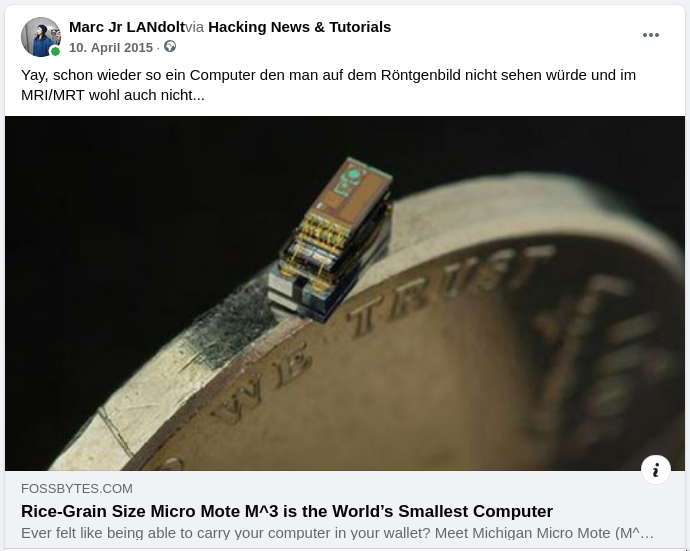 Marc Jr LANdoltvia Hacking News & Tutorials
10. April 2015 ·
Yay, schon wieder so ein Computer den man auf dem Röntgenbild nicht sehen würde und im
MRI/MRT wohl auch nicht...
WE TRUST
FOSSBYTES.COM
Rice-Grain Size Micro Mote M^3 is the World’s Smallest Computer
Ever felt like being able to carry your computer in your wallet? Meet Michigan Micro Mote (M^...